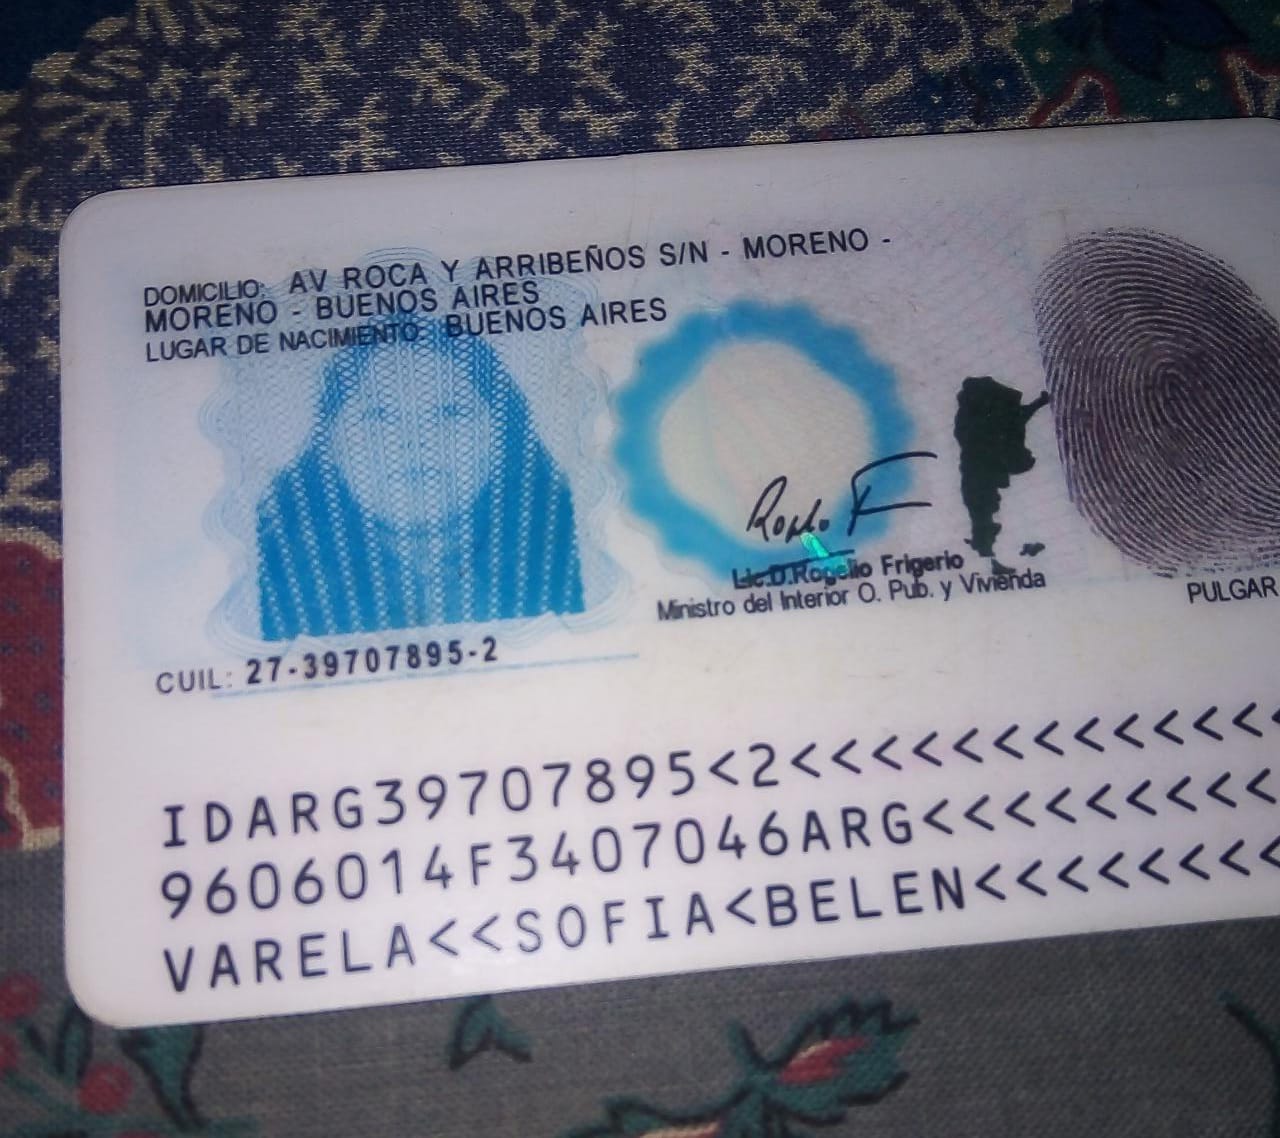 DOMICILIO: AV ROCA Y ARRIBEÑOS S/N - MORENO -
MORENO - BUENOS AIRES
LUGAR DE NACIMIENTO: BUENOS AIRES
Lic.D.Rogelio Frigerio
Ministro del Interior O. Pub. y Vivienda
PULGAR
CUIL: 27-39707895-2
IDARG39707895<2<<<<<<<<<<<<
9606014F3407046ARG<<<<<<<<<
VARELA<<SOFIA<BELEN<<<<<<<<